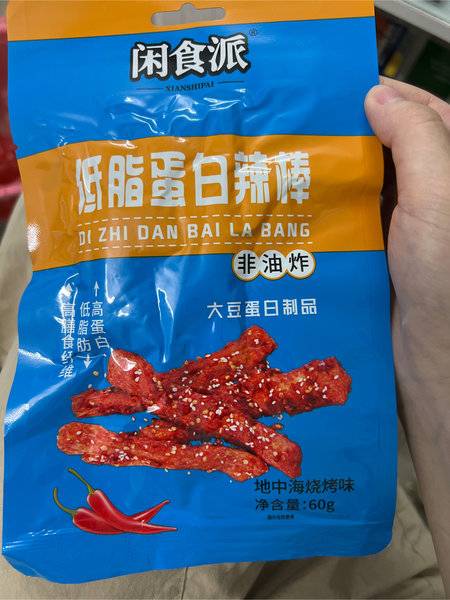 闲食派®
XIANSHIPAI
低脂蛋白辣棒
DI ZHI DAN BAI LA BANG
非油炸
大豆蛋白制品
高蛋白
低脂肪
高膳食纤维
地中海烧烤味
净含量:60g